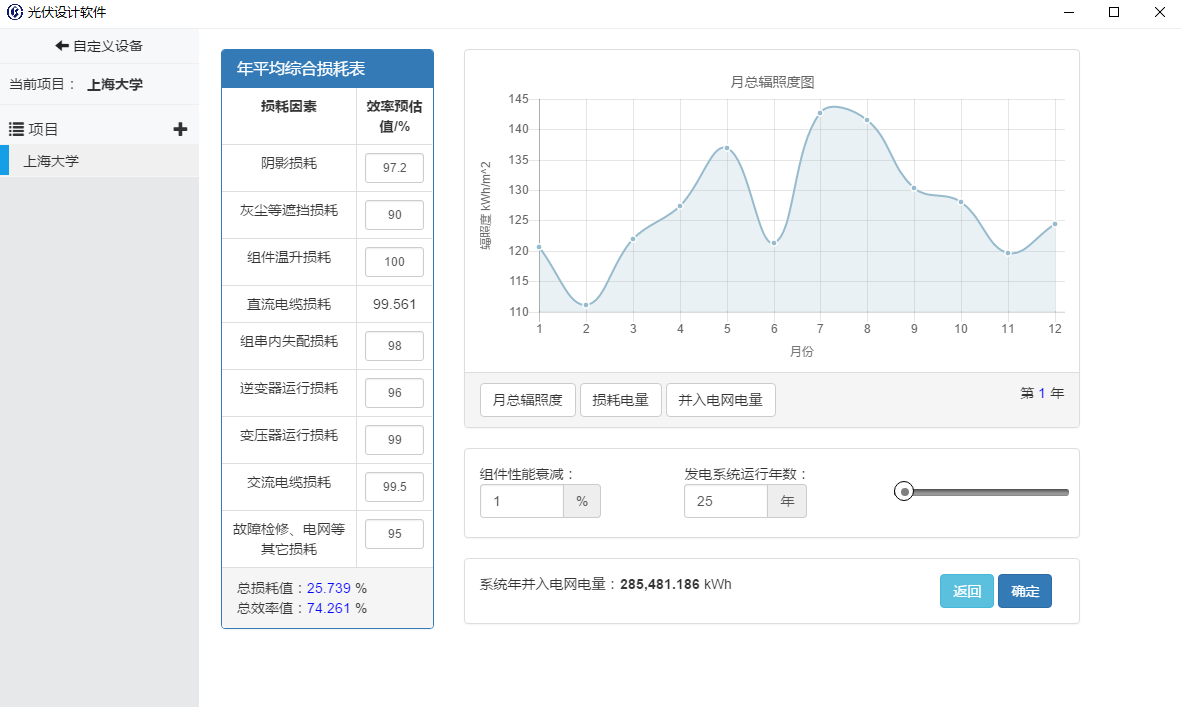 光伏设计软件
自定义设备
当前项目： 上海大学
项目
上海大学
年平均综合损耗表
损耗因素 效率预估
值/%
阴影损耗 97.2
灰尘等遮挡损耗 90
组件温升损耗 100
直流电缆损耗 99.561
组串内失配损耗 98
逆变器运行损耗 96
变压器运行损耗 99
交流电缆损耗 99.5
故障检修、电网等
其它损耗 95
总损耗值：25.739 %
总效率值：74.261 %
月总辐照度图
辐照度 kWh/m^2
145
140
135
130
125
120
115
110
1 2 3 4 5 6 7 8 9 10 11 12
月份
月总辐照度 损耗电量 并入电网电量 第 1 年
组件性能衰减： 发电系统运行年数：
1 % 25 年
系统年并入电网电量：285,481.186 kWh 返回 确定